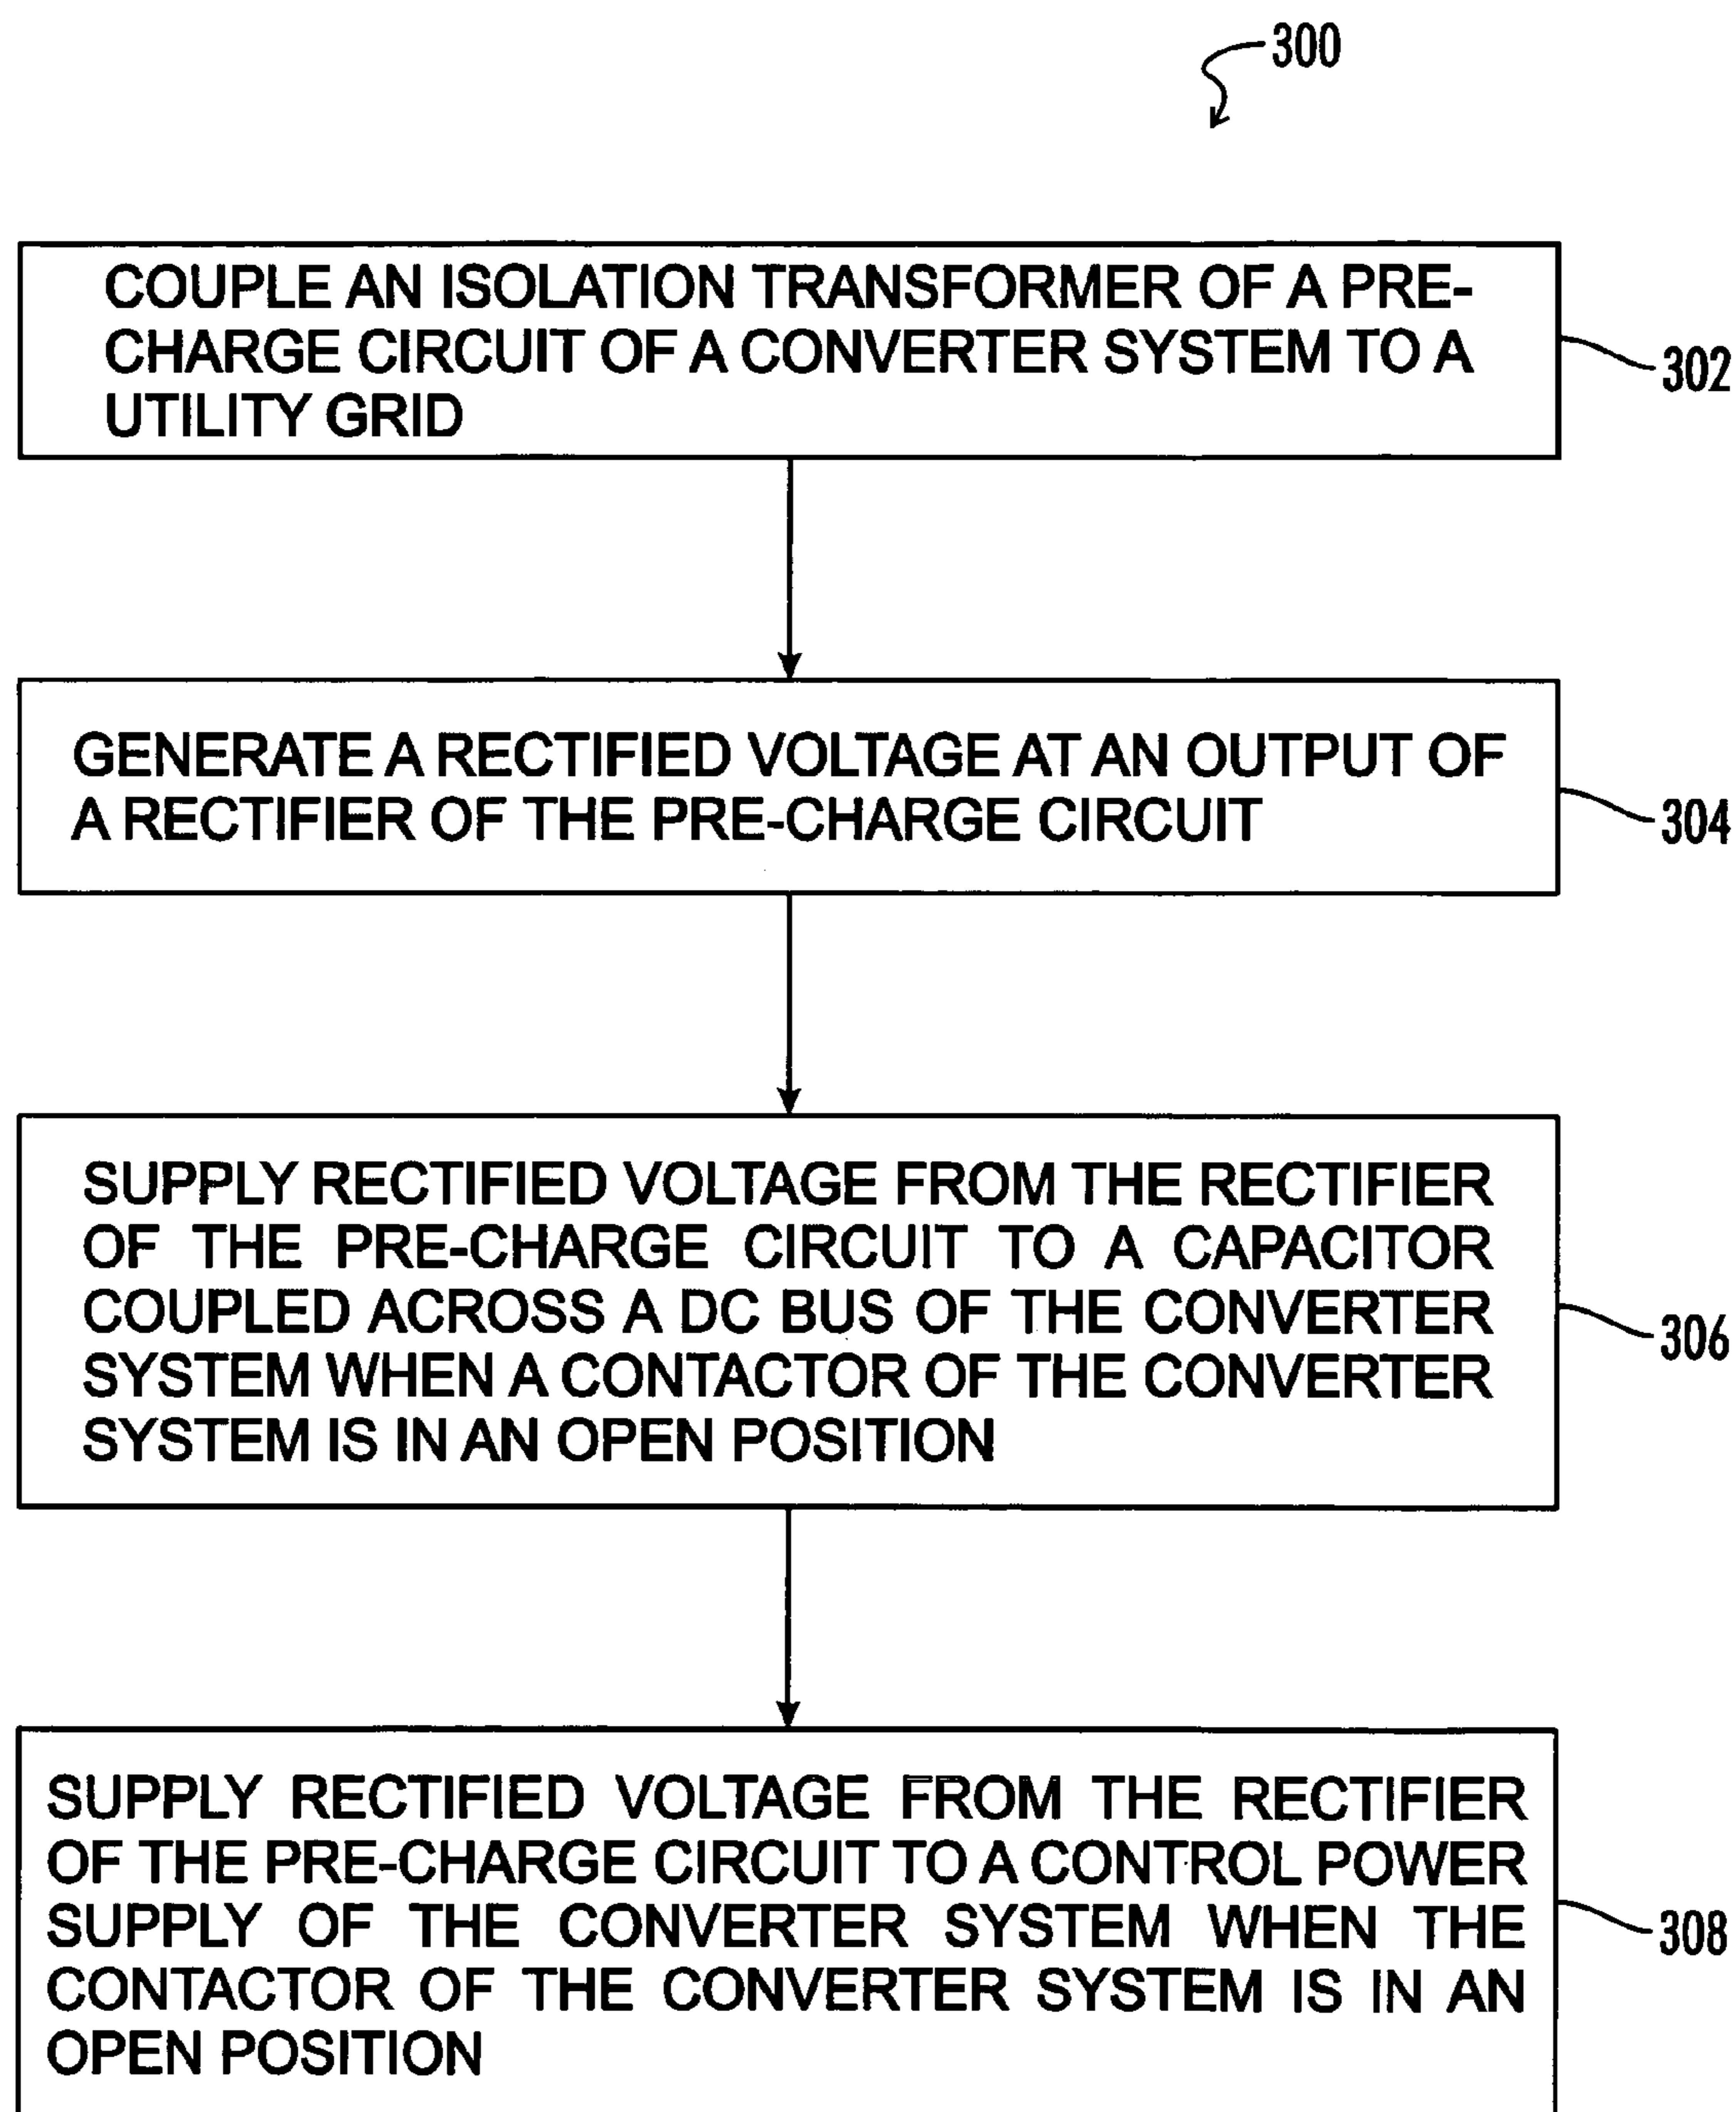 300
COUPLE AN ISOLATION TRANSFORMER OF A PRE-
CHARGE CIRCUIT OF A CONVERTER SYSTEM TO A
UTILITY GRID
302
GENERATE A RECTIFIED VOLTAGE AT AN OUTPUT OF
A RECTIFIER OF THE PRE-CHARGE CIRCUIT
304
SUPPLY RECTIFIED VOLTAGE FROM THE RECTIFIER
OF THE PRE-CHARGE CIRCUIT TO A CAPACITOR
COUPLED ACROSS A DC BUS OF THE CONVERTER
SYSTEM WHEN A CONTACTOR OF THE CONVERTER
SYSTEM IS IN AN OPEN POSITION
306
SUPPLY RECTIFIED VOLTAGE FROM THE RECTIFIER
OF THE PRE-CHARGE CIRCUIT TO A CONTROL POWER
SUPPLY OF THE CONVERTER SYSTEM WHEN THE
CONTACTOR OF THE CONVERTER SYSTEM IS IN AN
OPEN POSITION
308